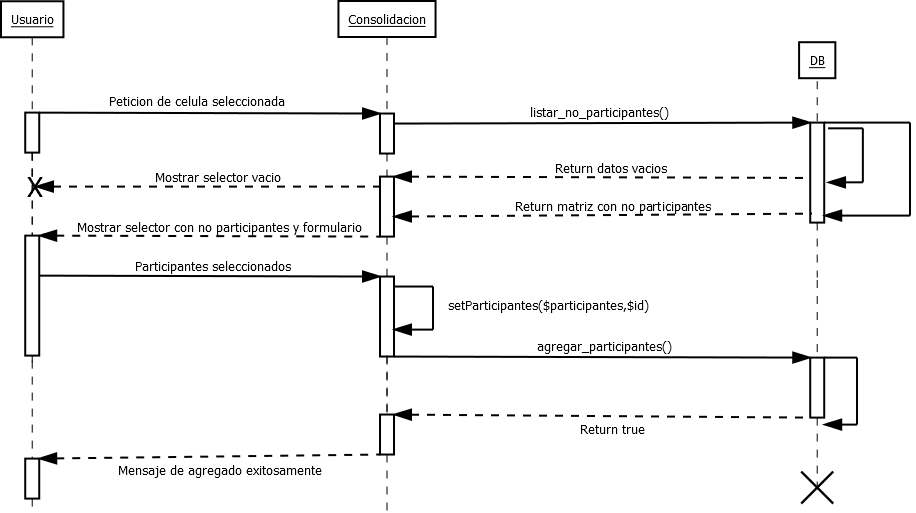 Usuario
Consolidacion
DB
Peticion de celula seleccionada
listar_no_participantes()
Return datos vacios
Mostrar selector vacio
Return matriz con no participantes
Mostrar selector con no participantes y formulario
Participantes seleccionados
setParticipantes($participantes,$id)
agregar_participantes()
Return true
Mensaje de agregado exitosamente